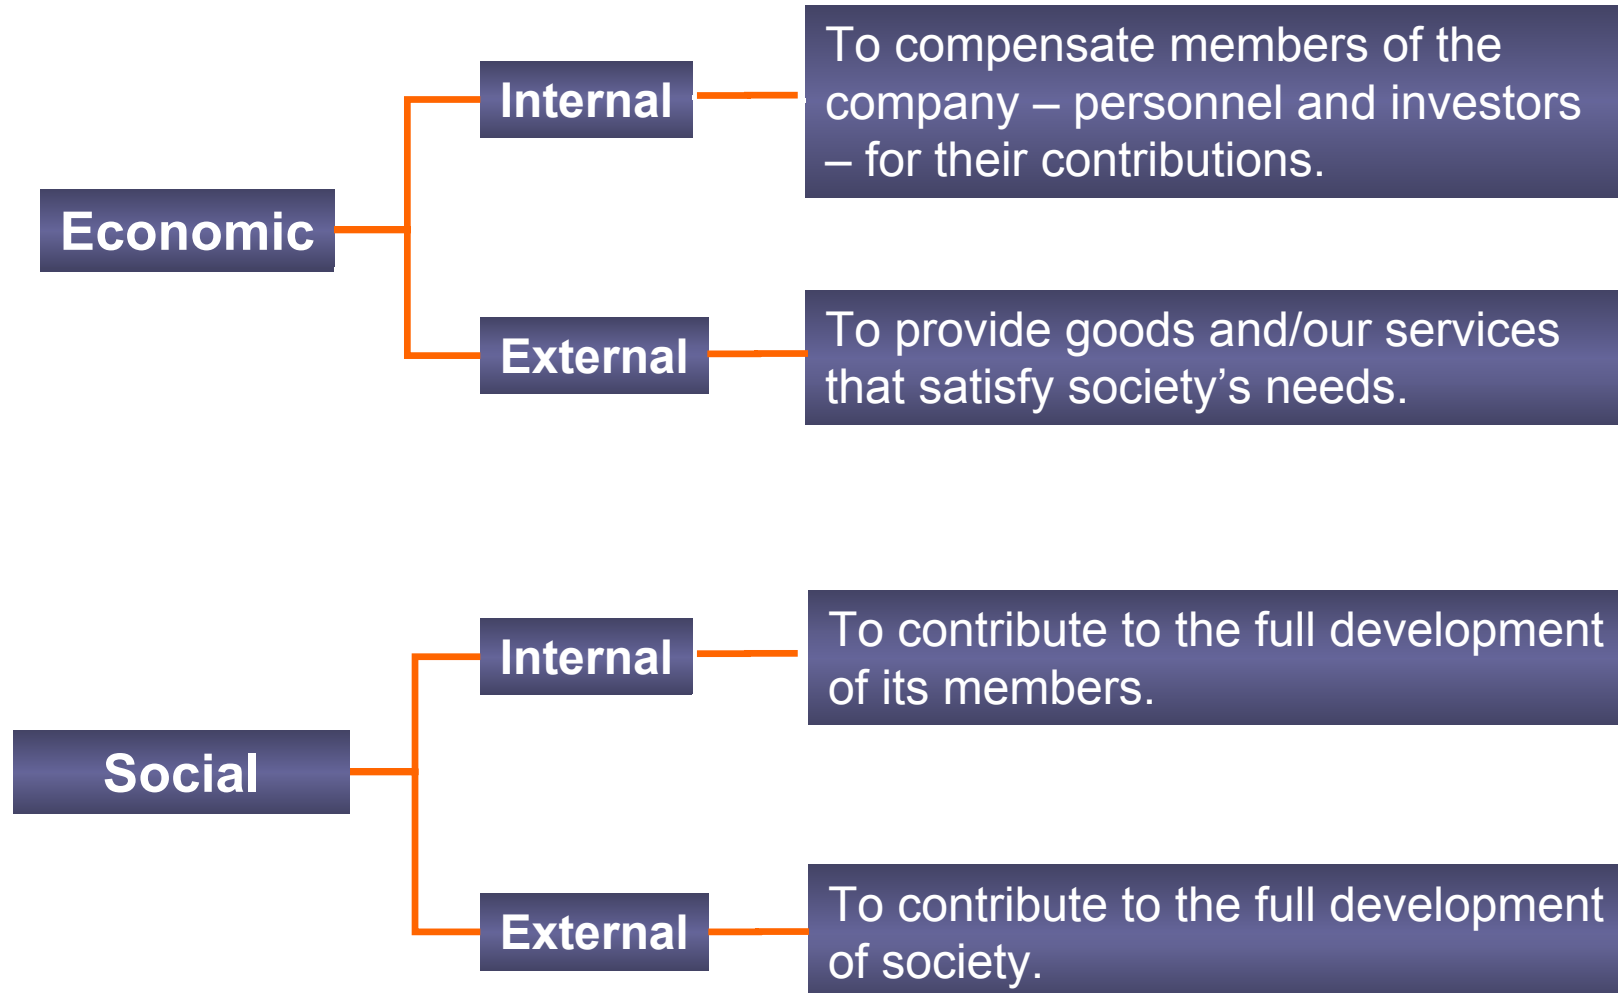 Economic
Internal
To compensate members of the
company – personnel and investors
– for their contributions.
External
To provide goods and/our services
that satisfy society’s needs.
Social
Internal
To contribute to the full development
of its members.
External
To contribute to the full development
of society.